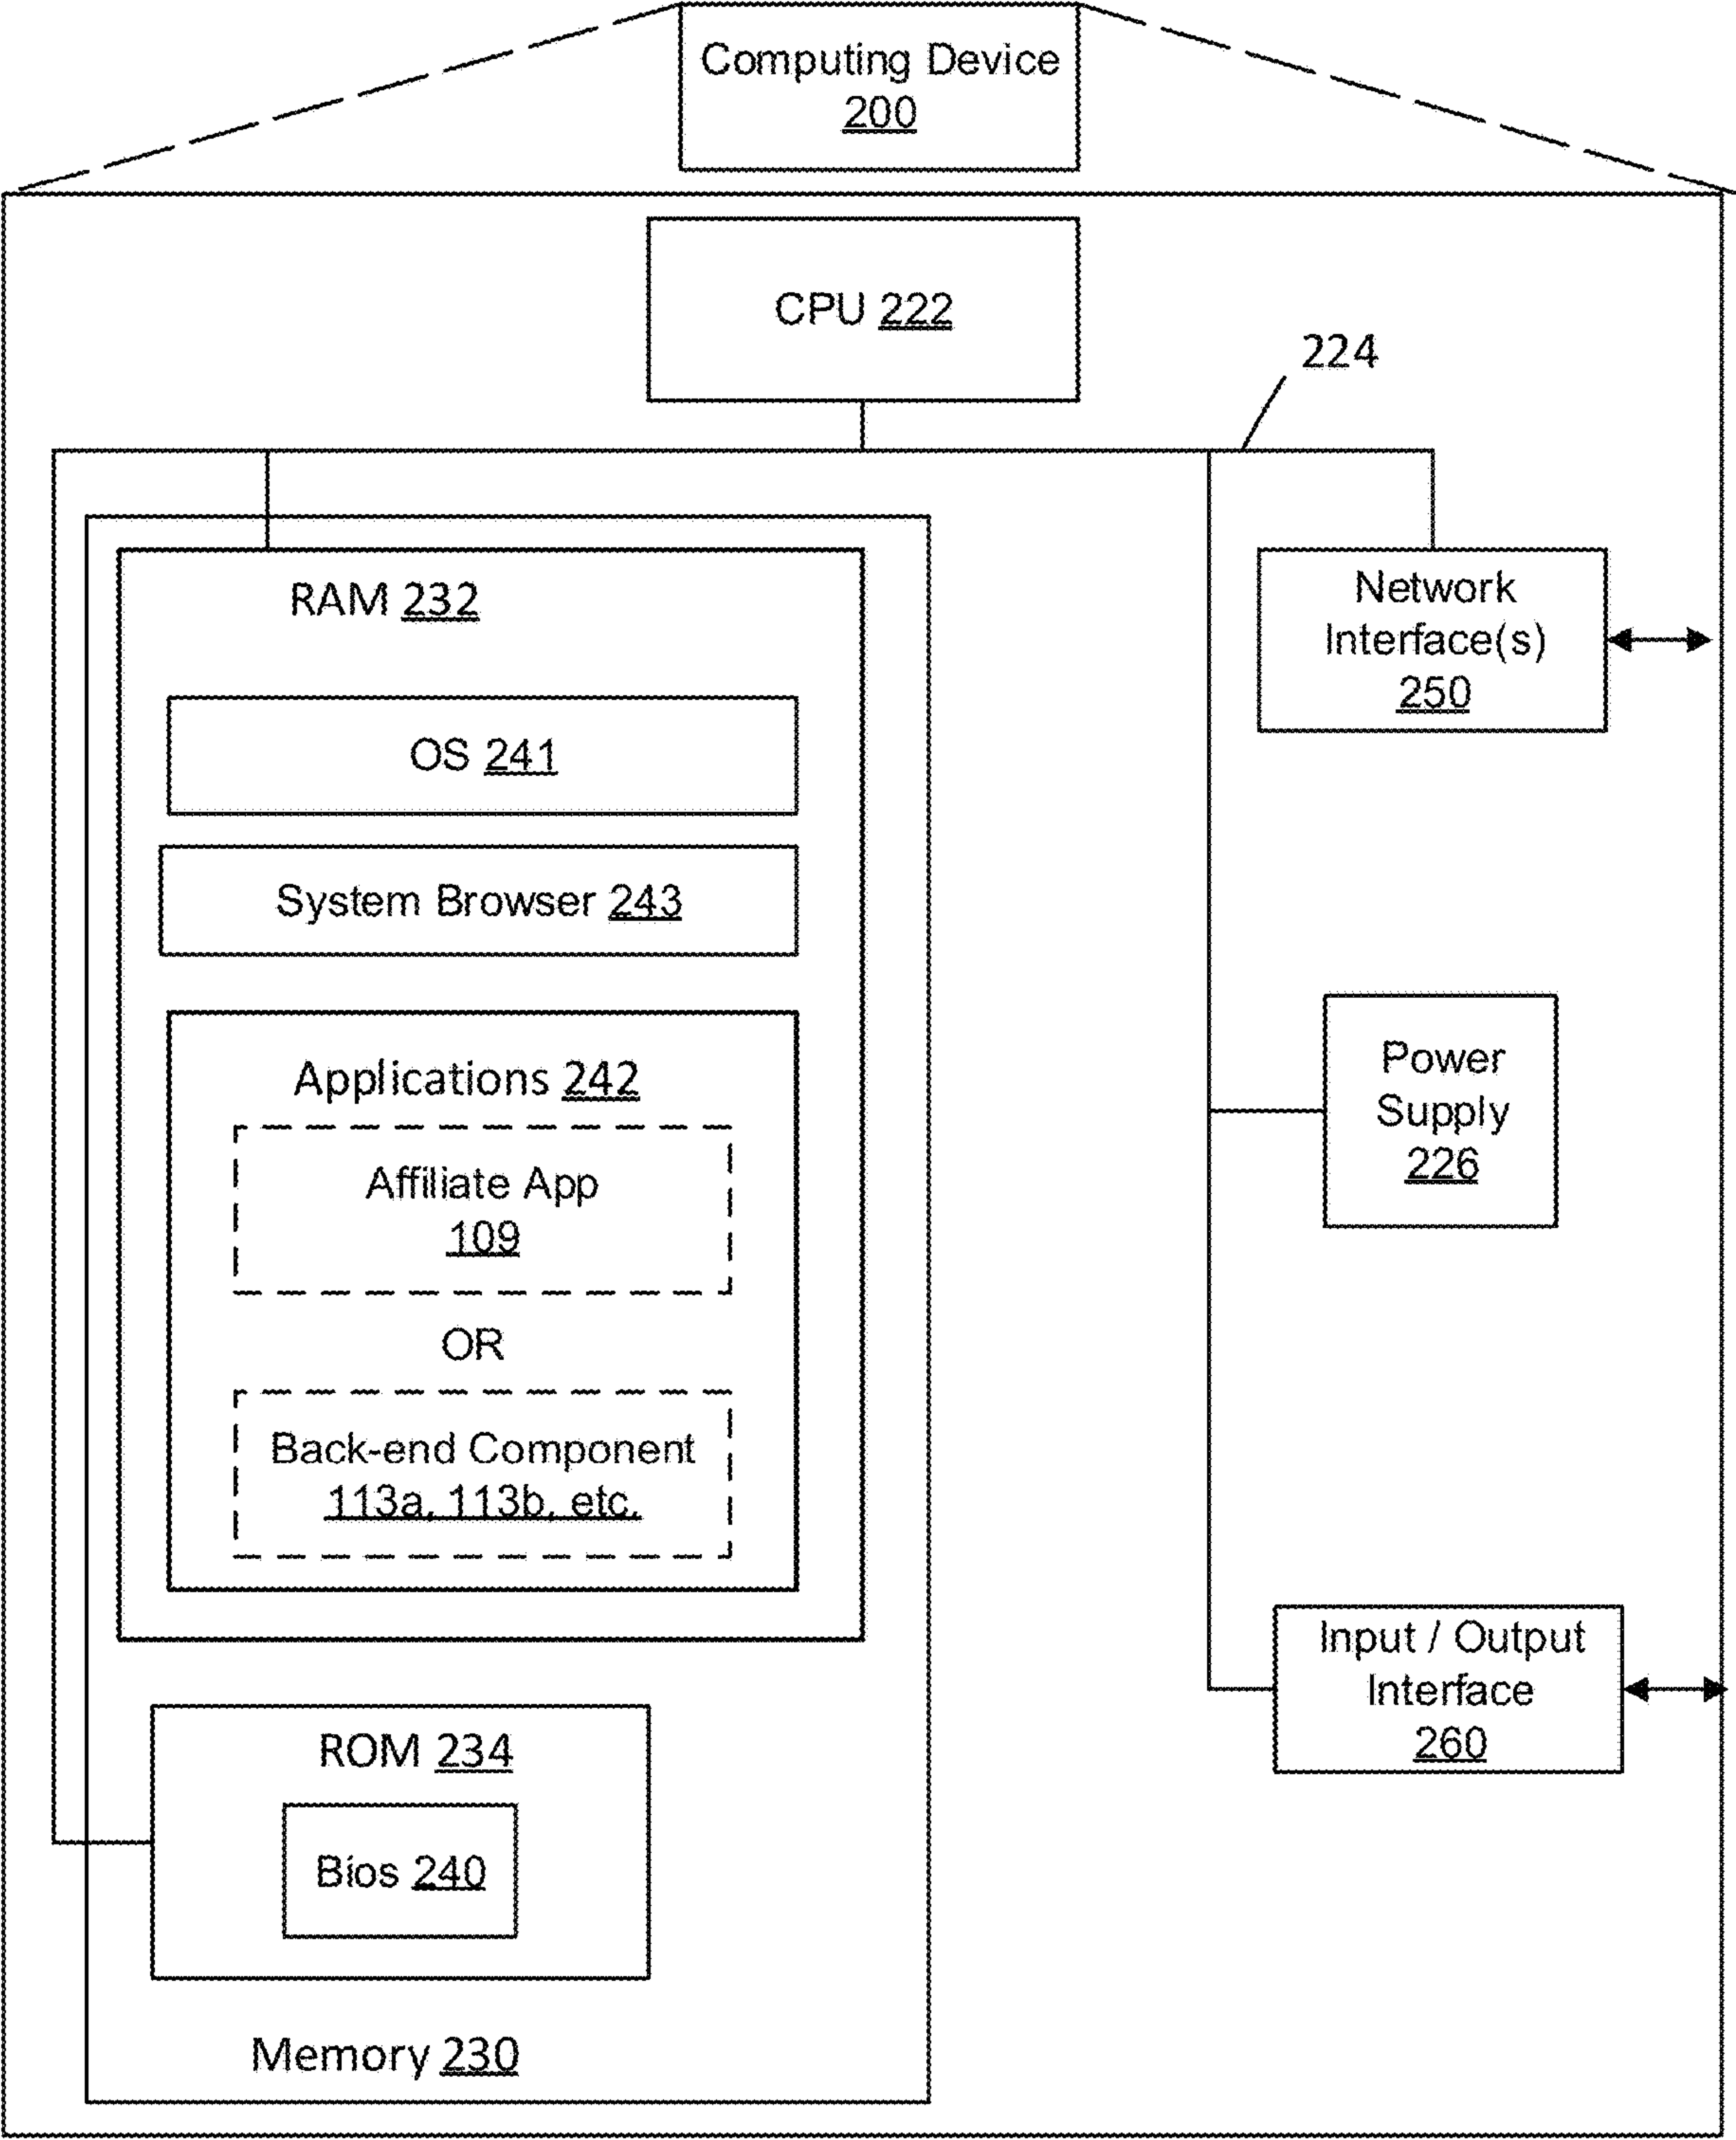 Computing Device
200
CPU 222
224
RAM 232
OS 241
System Browser 243
Applications 242
Affiliate App
109
OR
Back-end Component
113a, 113b, etc.
ROM 234
Bios 240
Memory 230
Network
Interface(s)
250
Power
Supply
226
Input / Output
Interface
260